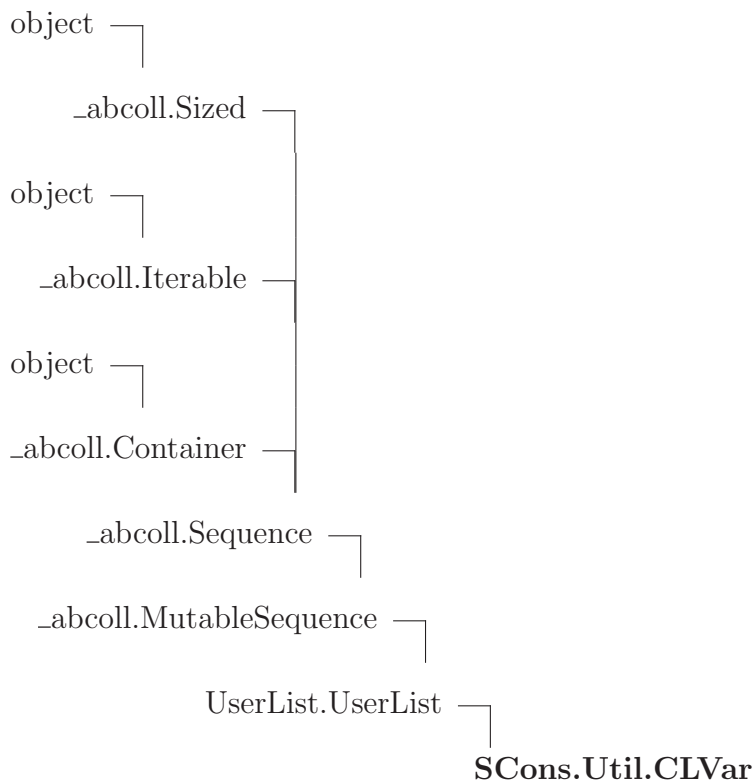 object
_abcoll.Sized
object
_abcoll.Iterable
object
_abcoll.Container
_abcoll.Sequence
_abcoll.MutableSequence
UserList.UserList
SCons.Util.CLVar